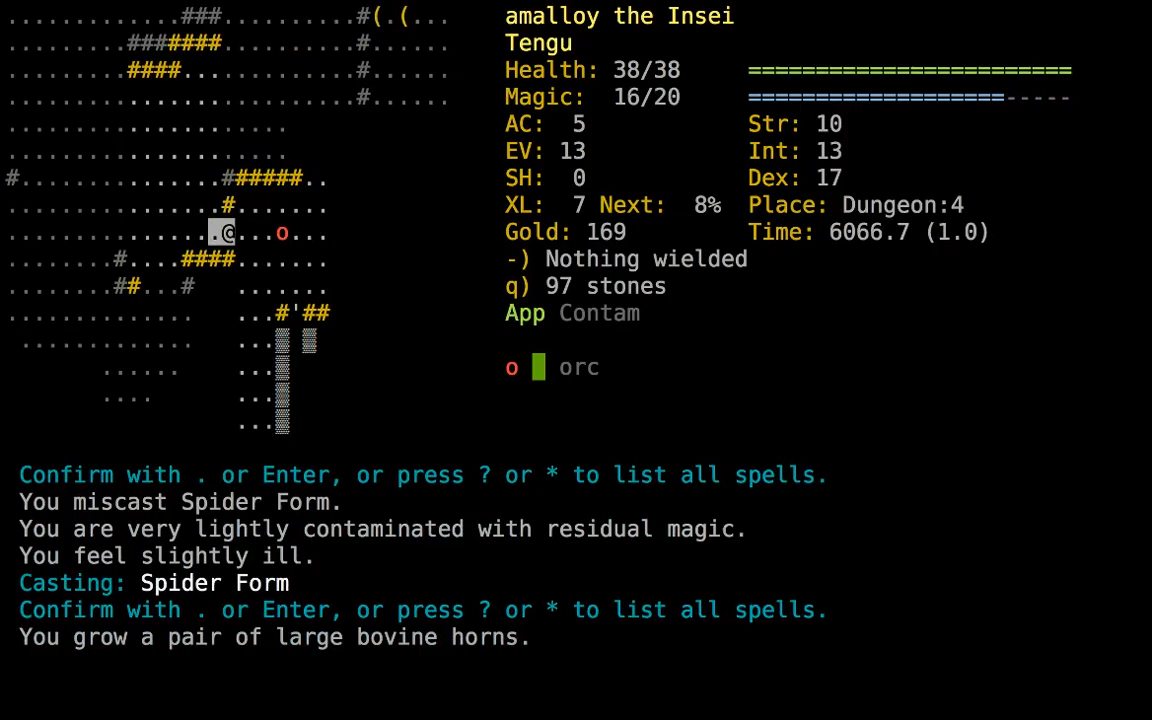 amalloy the Insei
Tengu
Health: 38/38
Magic: 16/20
AC: 5 Str: 10
EV: 13 Int: 13
SH: 0 Dex: 17
XL: 7 Next: 8% Place: Dungeon:4
Gold: 169 Time: 6066.7 (1.0)
-) Nothing wielded
q) 97 stones
App Contam
o orc
Confirm with . or Enter, or press ? or * to list all spells.
You miscast Spider Form.
You are very lightly contaminated with residual magic.
You feel slightly ill.
Casting: Spider Form
Confirm with . or Enter, or press ? or * to list all spells.
You grow a pair of large bovine horns.